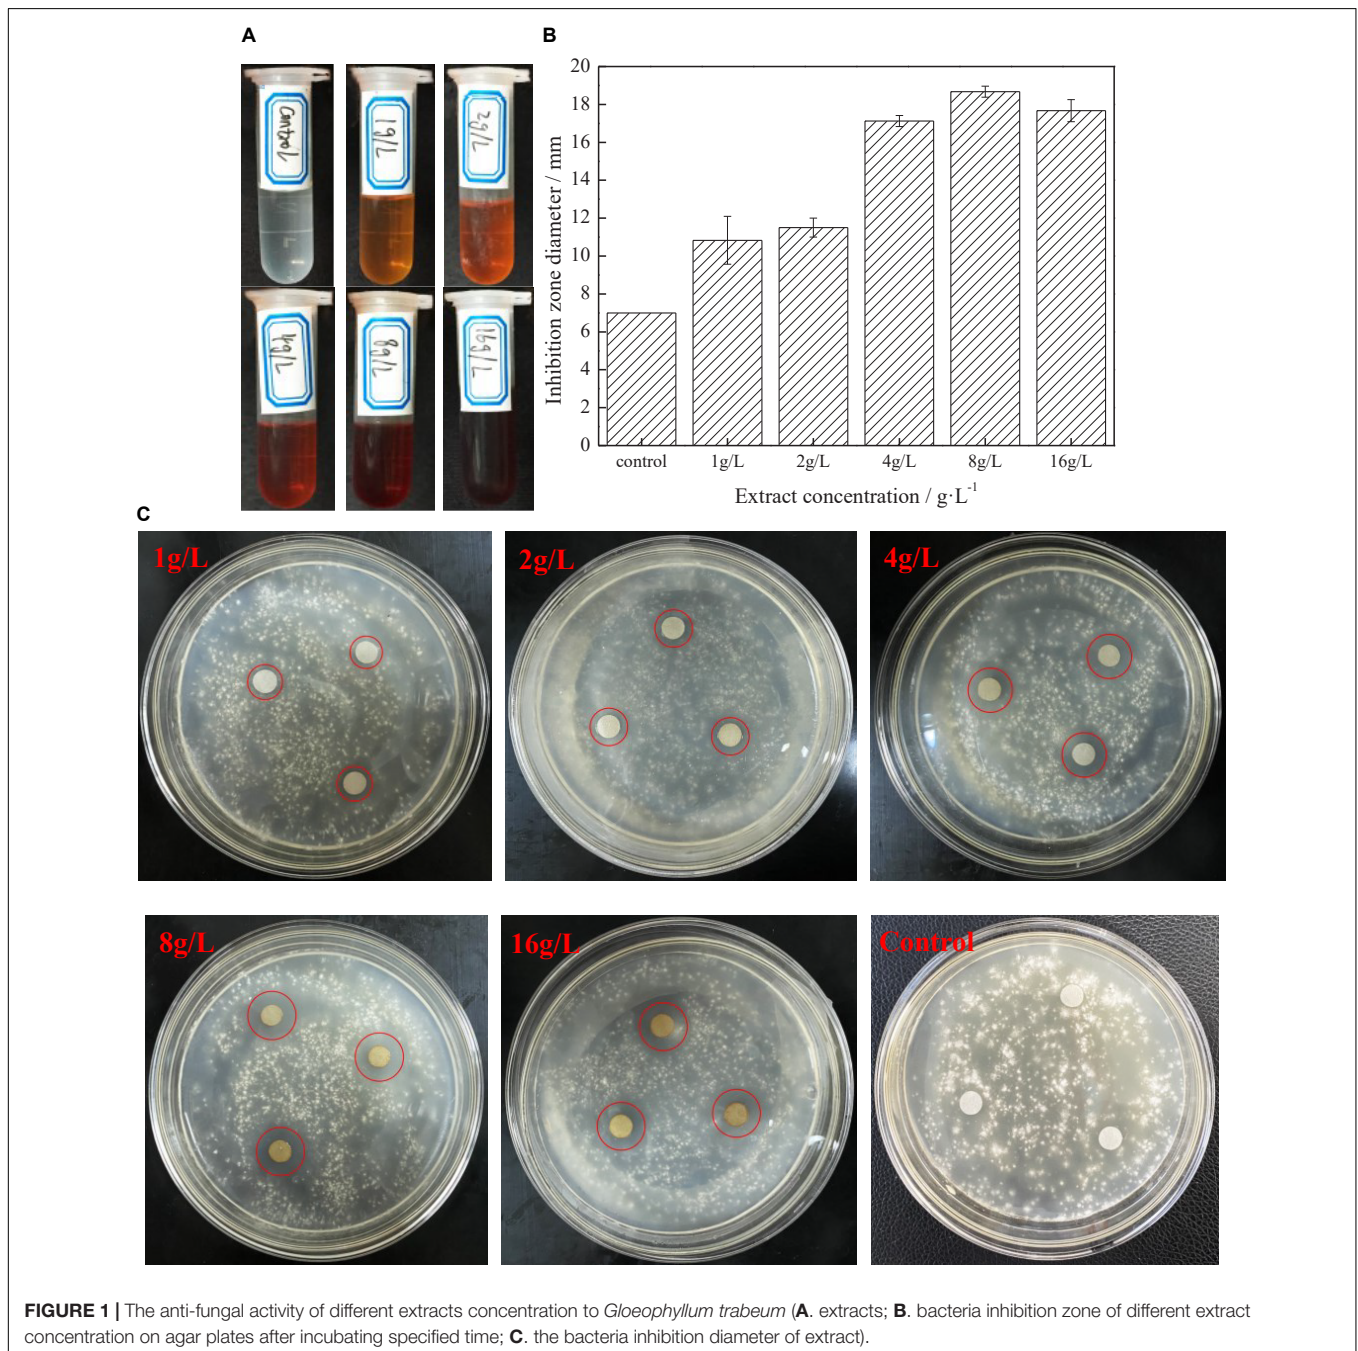 A
control
1g/L
2g/L
4g/L
8g/L
16g/L
B
20
18
16
14
12
10
8
6
4
2
0
Inhibition zone diameter / mm
control
1g/L
2g/L
4g/L
8g/L
16g/L
Extract concentration / g·L⁻¹
C
1g/L
2g/L
4g/L
8g/L
16g/L
Control
FIGURE 1 | The anti-fungal activity of different extracts concentration to Gloeophyllum trabeum (A. extracts; B. bacteria inhibition zone of different extract
concentration on agar plates after incubating specified time; C. the bacteria inhibition diameter of extract).